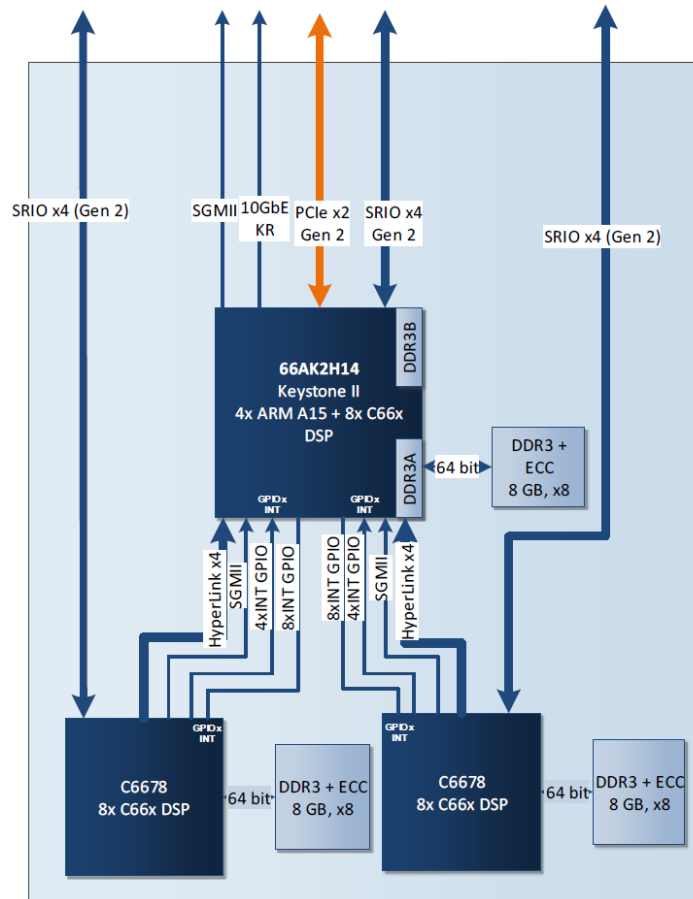 SRIO x4 (Gen 2)
SGMII
10GbE
KR
PCIe x2
Gen 2
SRIO x4
Gen 2
SRIO x4 (Gen 2)
66AK2H14
Keystone II
4x ARM A15 + 8x C66x
DSP
DDR3B
DDR3A
64 bit
DDR3 +
ECC
8 GB, x8
GPIOx
INT
GPIOx
INT
HyperLink x4
SGMII
4xINT GPIO
8xINT GPIO
8xINT GPIO
4xINT GPIO
SGMII
HyperLink x4
GPIOx
INT
C6678
8x C66x DSP
64 bit
DDR3 + ECC
8 GB, x8
GPIOx
INT
C6678
8x C66x DSP
64 bit
DDR3 + ECC
8 GB, x8